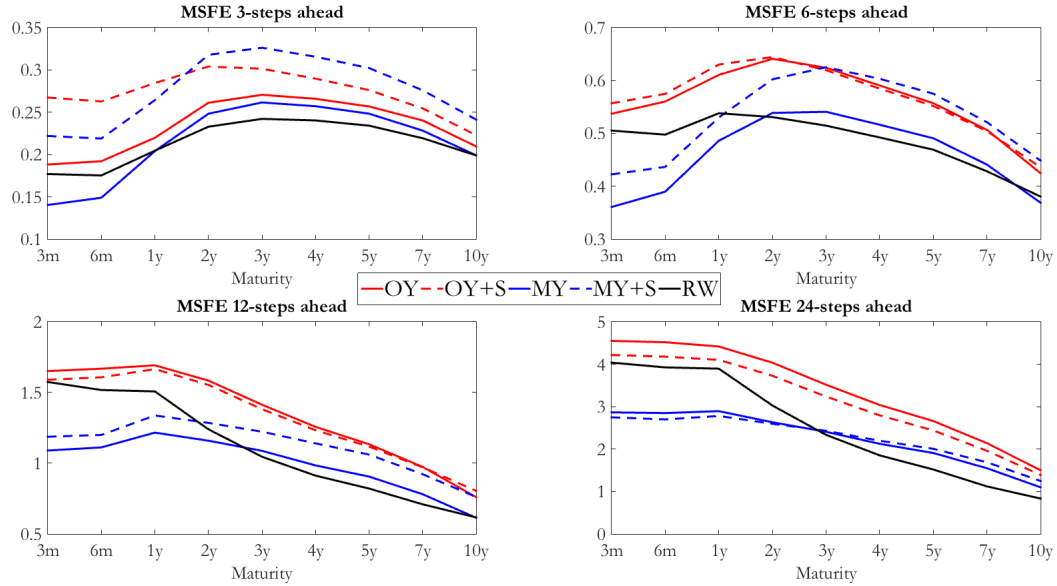 MSFE 3-steps ahead
0.35
0.3
0.25
0.2
0.15
0.1
3m 6m 1y 2y 3y 4y 5y 7y 10y
Maturity
MSFE 6-steps ahead
0.7
0.6
0.5
0.4
0.3
3m 6m 1y 2y 3y 4y 5y 7y 10y
Maturity
OY OY+S MY MY+S RW
MSFE 12-steps ahead
2
1.5
1
0.5
3m 6m 1y 2y 3y 4y 5y 7y 10y
Maturity
MSFE 24-steps ahead
5
4
3
2
1
0
3m 6m 1y 2y 3y 4y 5y 7y 10y
Maturity